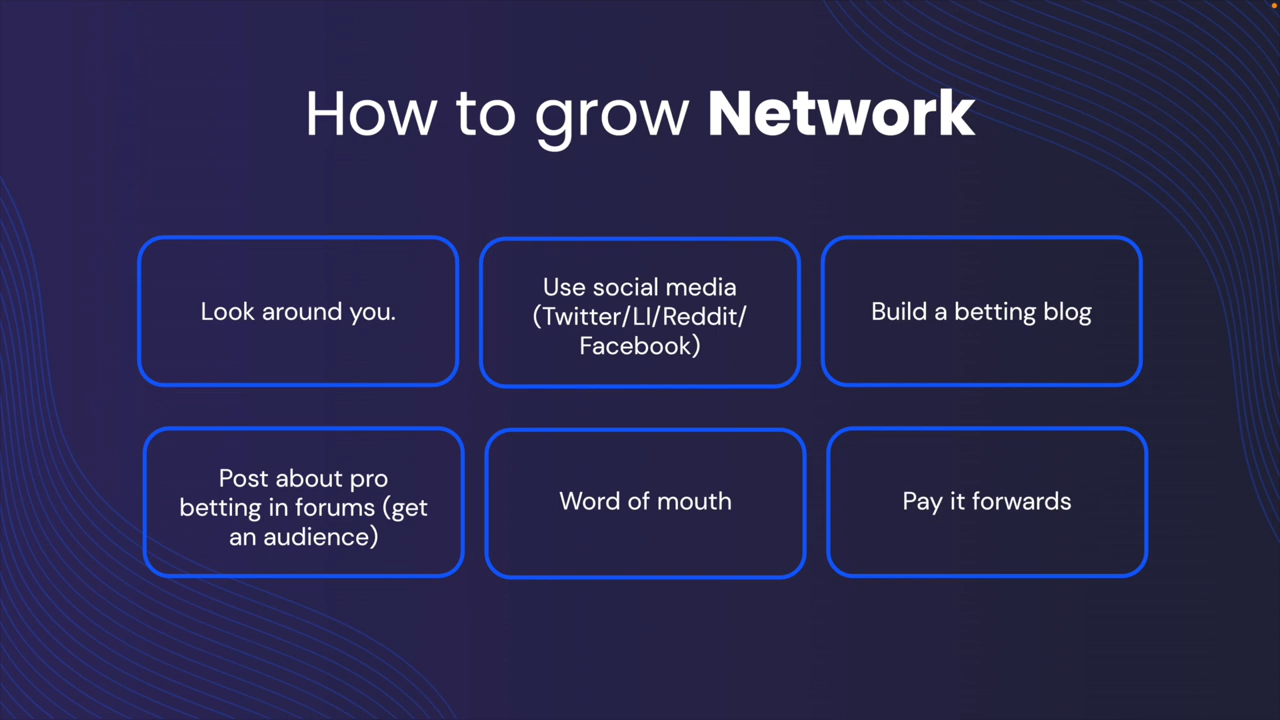 How to grow Network
Look around you.
Use social media
(Twitter/LI/Reddit/
Facebook)
Build a betting blog
Post about pro
betting in forums (get
an audience)
Word of mouth
Pay it forwards